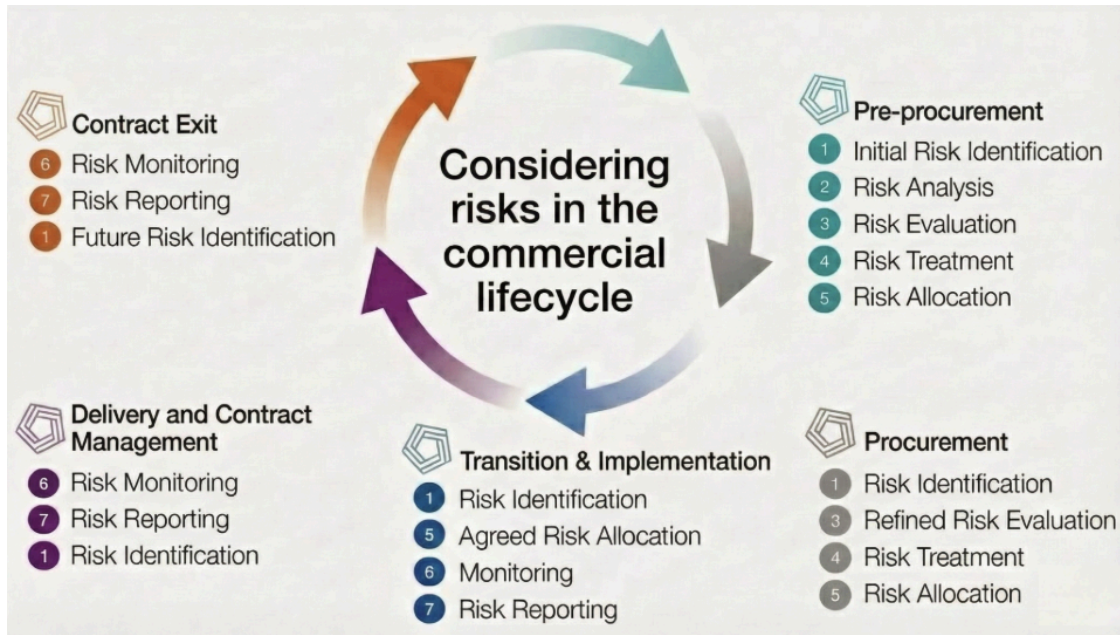 Considering
risks in the
commercial
lifecycle
Pre-procurement
1 Initial Risk Identification
2 Risk Analysis
3 Risk Evaluation
4 Risk Treatment
5 Risk Allocation
Procurement
1 Risk Identification
3 Refined Risk Evaluation
4 Risk Treatment
5 Risk Allocation
Transition & Implementation
1 Risk Identification
5 Agreed Risk Allocation
6 Monitoring
7 Risk Reporting
Delivery and Contract
Management
6 Risk Monitoring
7 Risk Reporting
1 Risk Identification
Contract Exit
6 Risk Monitoring
7 Risk Reporting
1 Future Risk Identification